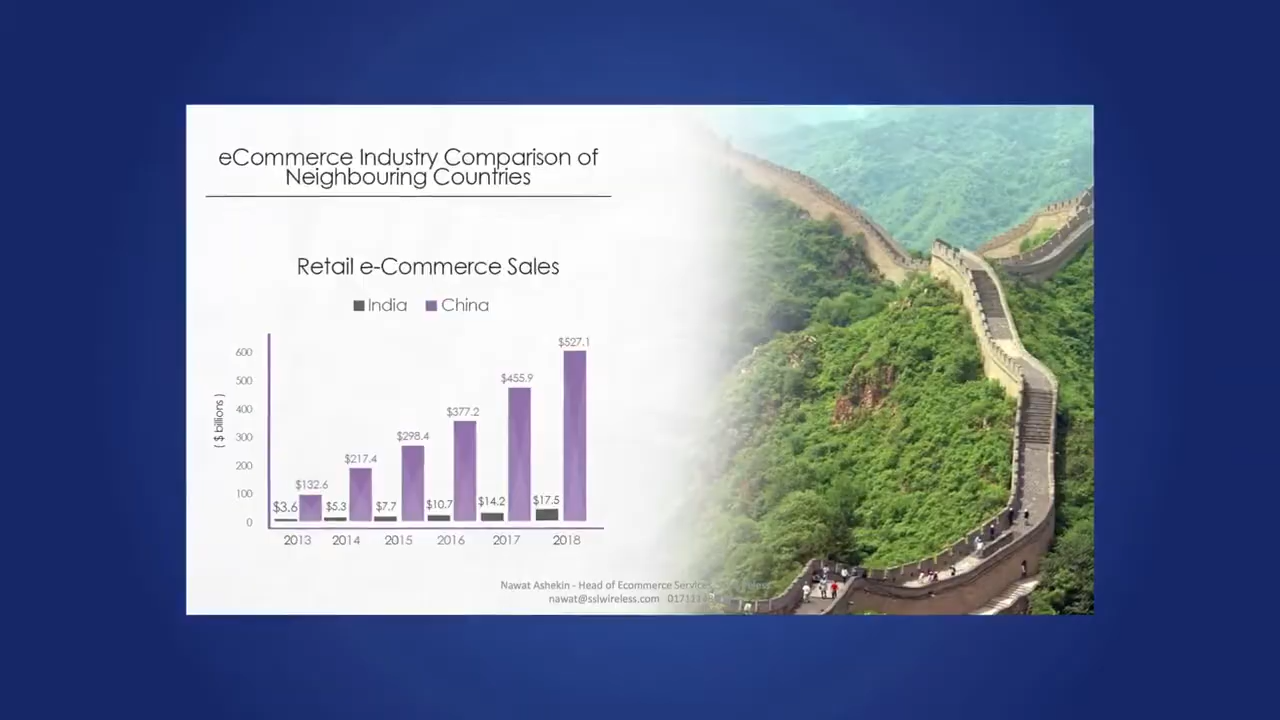 eCommerce Industry Comparison of
Neighbouring Countries
Retail e-Commerce Sales
India China
( $ billions )
600
500
400
300
200
100
0
$3.6 $132.6
$5.3 $217.4
$7.7 $298.4
$10.7 $377.2
$14.2 $455.9
$17.5 $527.1
2013 2014 2015 2016 2017 2018
Nawat Ashekin - Head of Ecommerce Services
nawat@sslwireless.com